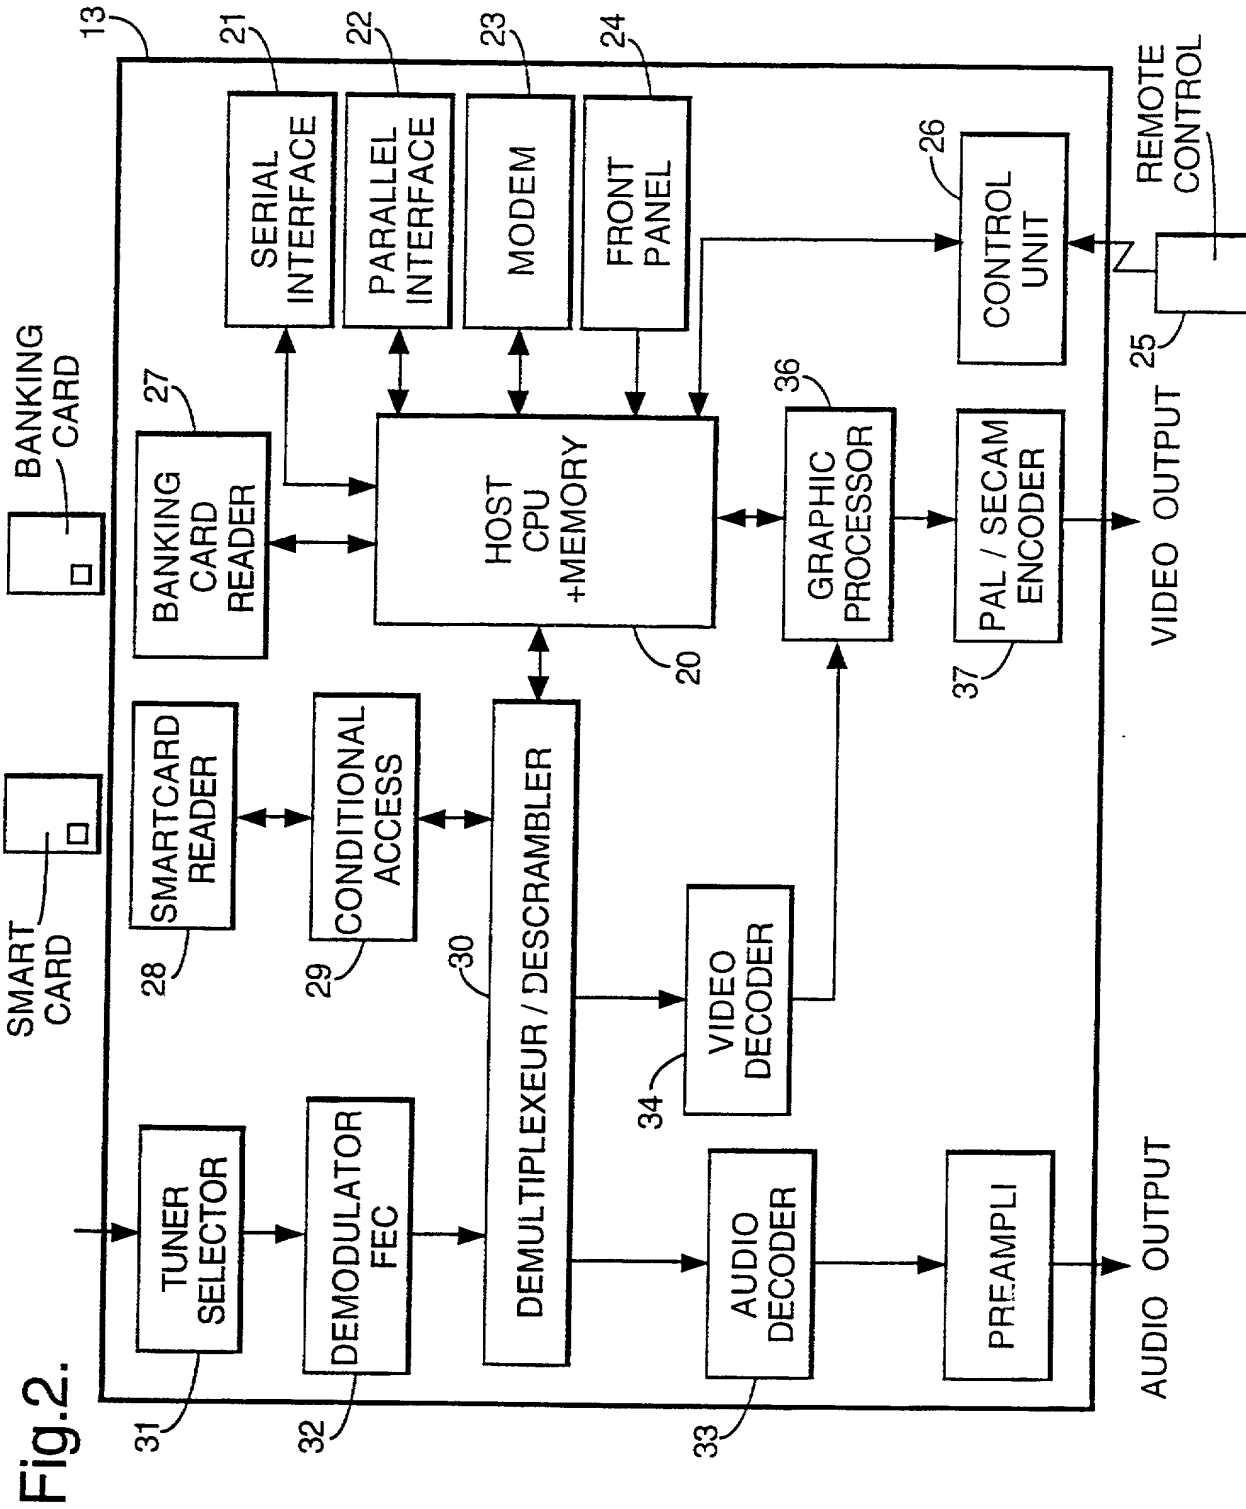 Fig.2.
13
SMART
CARD
BANKING
CARD
31
TUNER
SELECTOR
28
SMARTCARD
READER
27
BANKING
CARD
READER
21
SERIAL
INTERFACE
22
PARALLEL
INTERFACE
23
MODEM
24
FRONT
PANEL
32
DEMODULATOR
FEC
29
CONDITIONAL
ACCESS
30
DEMULTIPLEXEUR / DESCRAMBLER
HOST
CPU
+MEMORY
20
33
AUDIO
DECODER
34
VIDEO
DECODER
36
GRAPHIC
PROCESSOR
26
CONTROL
UNIT
PREAMPLI
37
PAL / SECAM
ENCODER
25
REMOTE
CONTROL
AUDIO OUTPUT
VIDEO OUTPUT